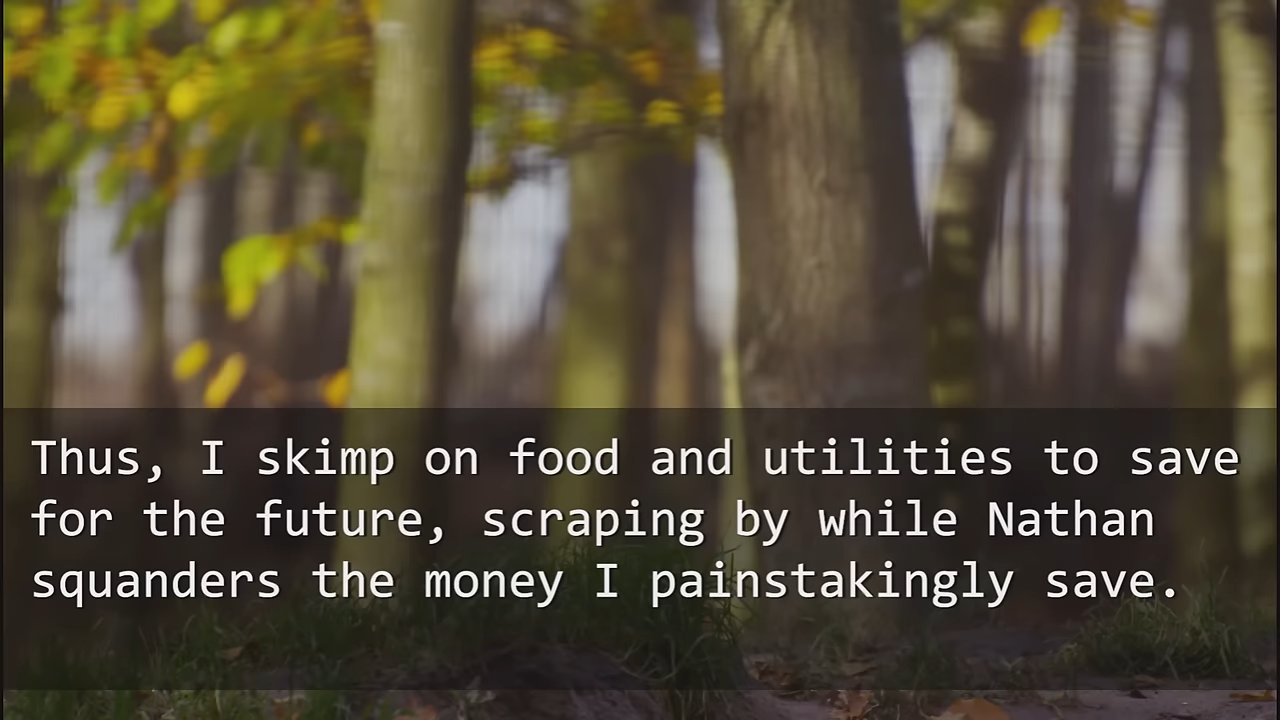 Thus, I skimp on food and utilities to save
for the future, scraping by while Nathan
squanders the money I painstakingly save.